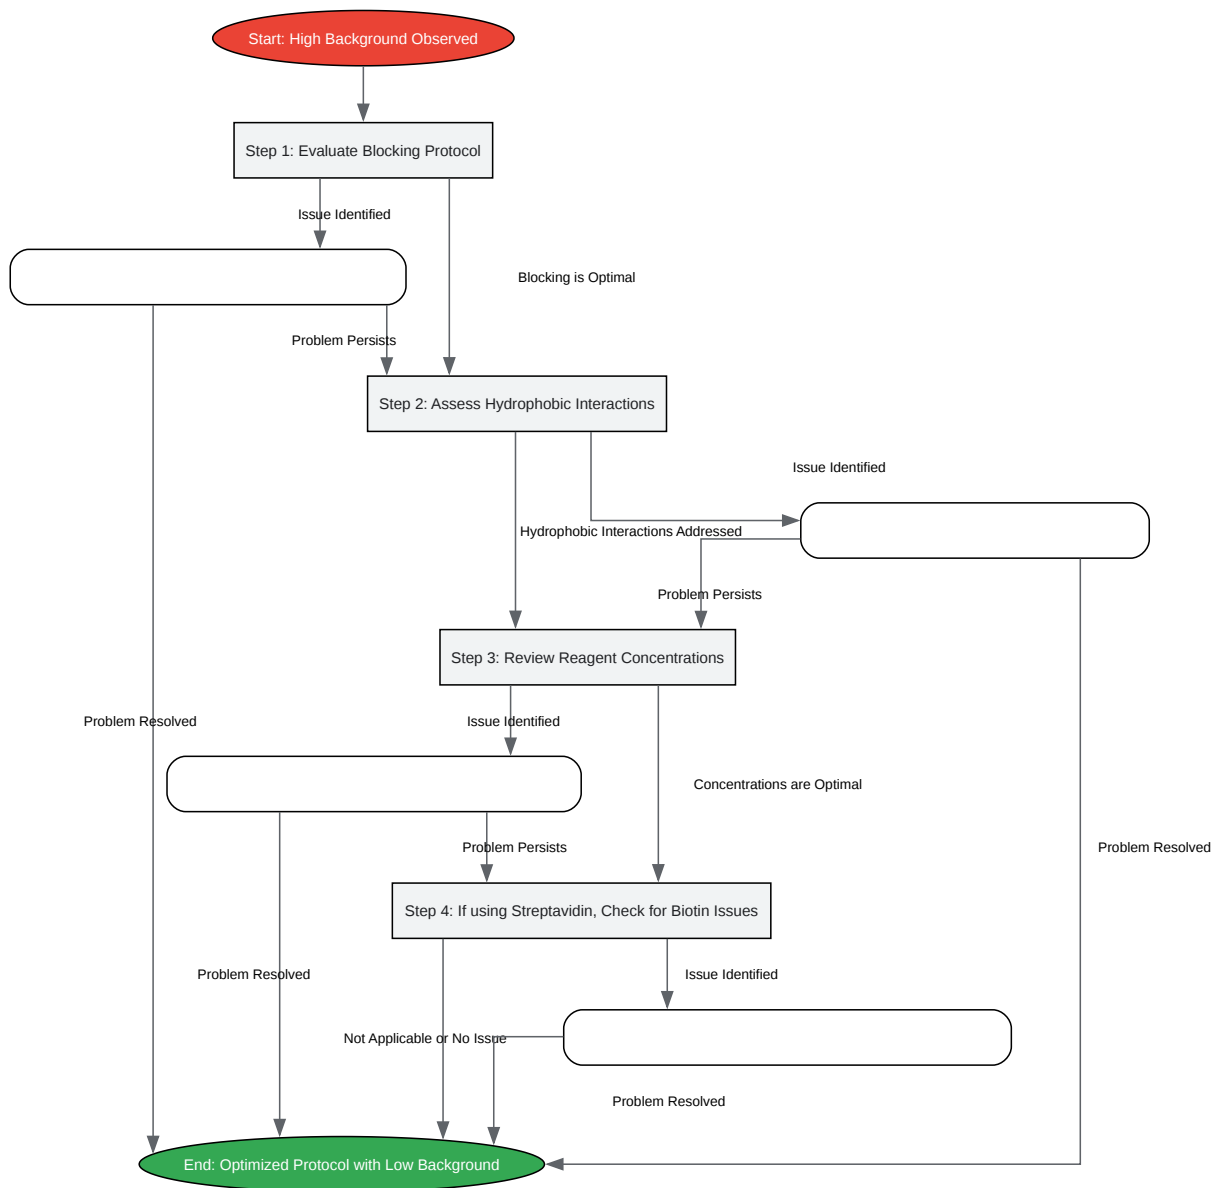 Start: High Background Observed
Step 1: Evaluate Blocking Protocol
Issue Identified
Blocking is Optimal
Problem Persists
Step 2: Assess Hydrophobic Interactions
Issue Identified
Hydrophobic Interactions Addressed
Problem Persists
Step 3: Review Reagent Concentrations
Problem Resolved
Issue Identified
Concentrations are Optimal
Problem Persists
Problem Resolved
Step 4: If using Streptavidin, Check for Biotin Issues
Problem Resolved
Issue Identified
Not Applicable or No Issue
Problem Resolved
End: Optimized Protocol with Low Background